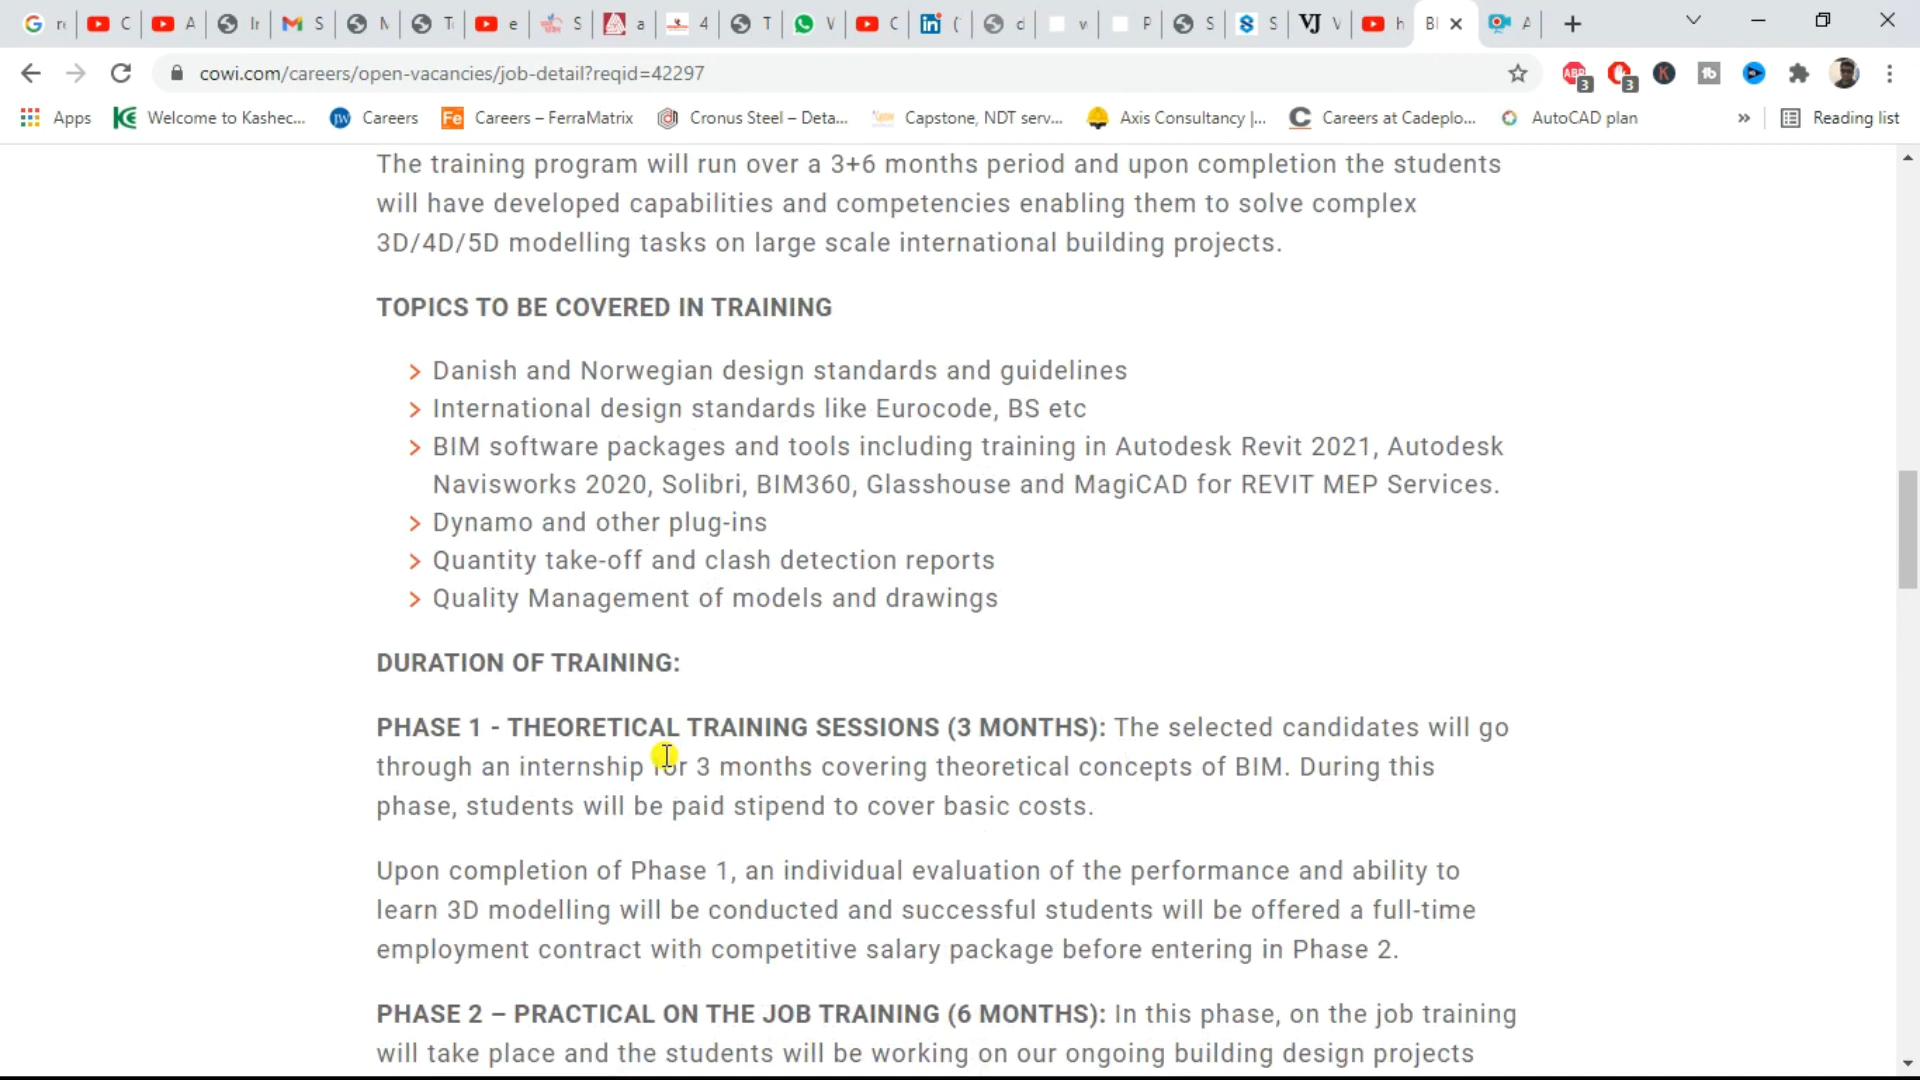 cowi.com/careers/open-vacancies/job-detail?reqid=42297
Apps Welcome to Kashec... Careers Careers – FerraMatrix Cronus Steel – Deta... Capstone, NDT serv... Axis Consultancy |... Careers at Cadeplo... AutoCAD plan » Reading list
The training program will run over a 3+6 months period and upon completion the students
will have developed capabilities and competencies enabling them to solve complex
3D/4D/5D modelling tasks on large scale international building projects.
TOPICS TO BE COVERED IN TRAINING
> Danish and Norwegian design standards and guidelines
> International design standards like Eurocode, BS etc
> BIM software packages and tools including training in Autodesk Revit 2021, Autodesk
Navisworks 2020, Solibri, BIM360, Glasshouse and MagiCAD for REVIT MEP Services.
> Dynamo and other plug-ins
> Quantity take-off and clash detection reports
> Quality Management of models and drawings
DURATION OF TRAINING:
PHASE 1 - THEORETICAL TRAINING SESSIONS (3 MONTHS): The selected candidates will go
through an internship for 3 months covering theoretical concepts of BIM. During this
phase, students will be paid stipend to cover basic costs.
Upon completion of Phase 1, an individual evaluation of the performance and ability to
learn 3D modelling will be conducted and successful students will be offered a full-time
employment contract with competitive salary package before entering in Phase 2.
PHASE 2 – PRACTICAL ON THE JOB TRAINING (6 MONTHS): In this phase, on the job training
will take place and the students will be working on our ongoing building design projects